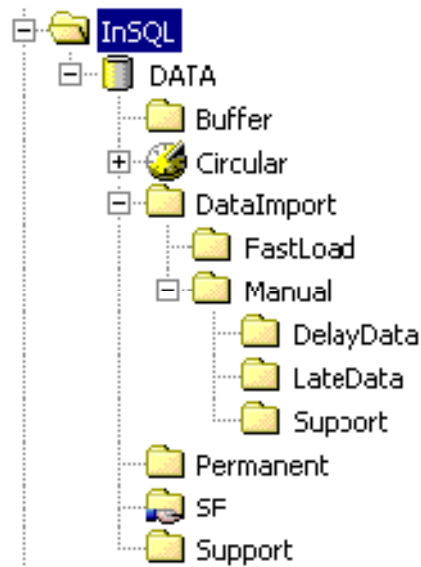 InSQL
DATA
Buffer
Circular
DataImport
FastLoad
Manual
DelayData
LateData
Support
Permanent
SF
Support